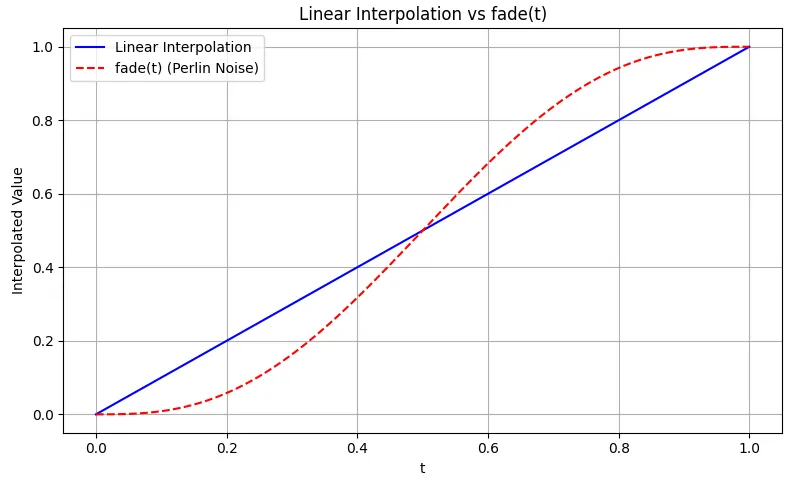 Linear Interpolation vs fade(t)
Linear Interpolation
fade(t) (Perlin Noise)
Interpolated Value
1.0
0.8
0.6
0.4
0.2
0.0
0.0 0.2 0.4 0.6 0.8 1.0
t